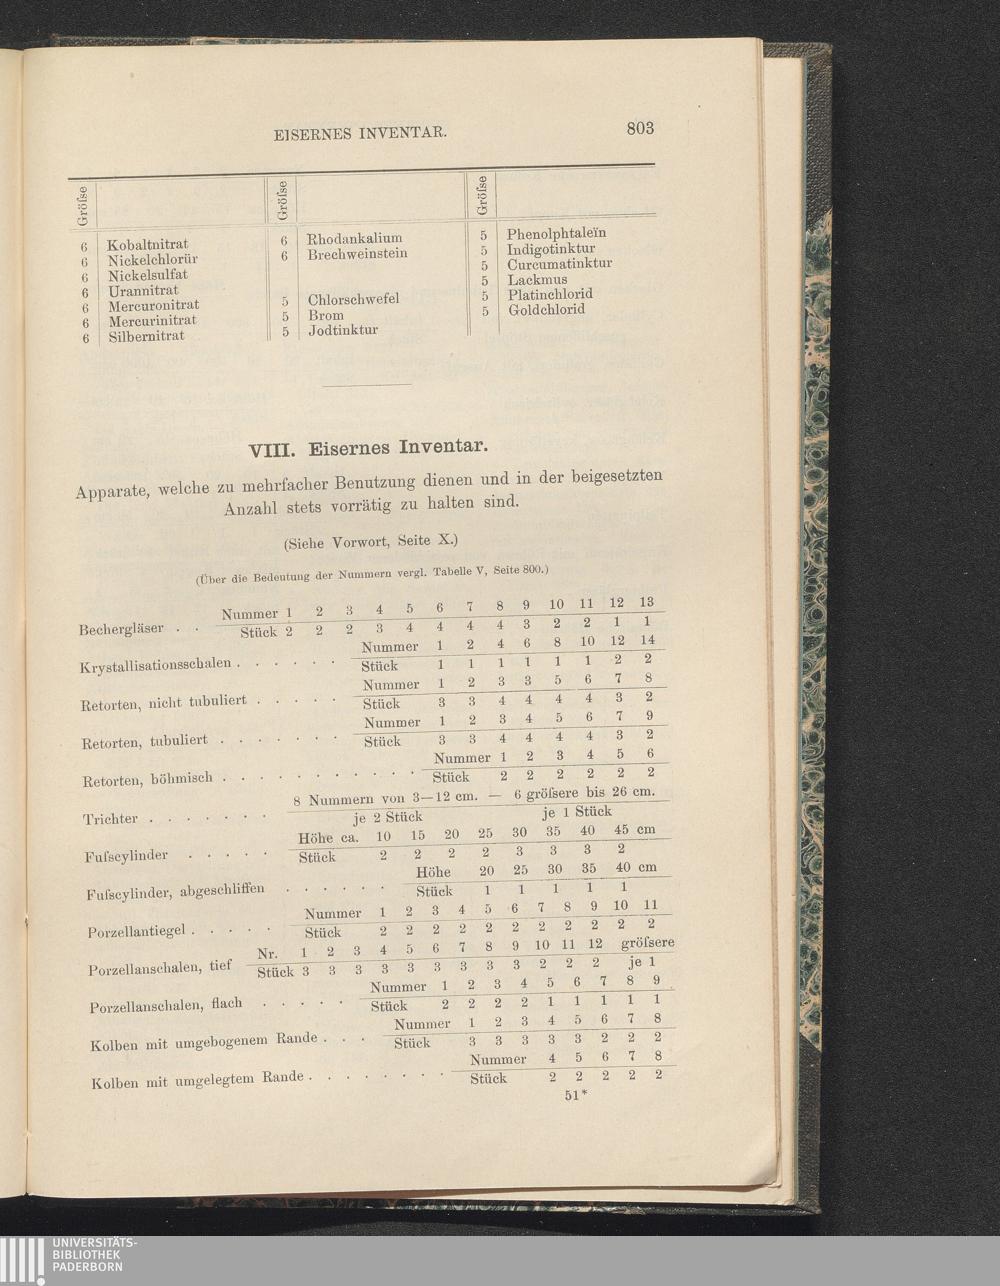 EISERNES INVENTAR. 803
Größe Größe Größe
6 Kobaltnitrat
6 Nickelchlorür
6 Nickelsulfat
6 Urannitrat
6 Mercuronitrat
6 Mercurinitrat
6 Silbernitrat
6 Rhodankalium
6 Brechweinstein
5 Chlorschwefel
5 Brom
5 Jodtinktur
5 Phenolphtaleïn
5 Indigotinktur
5 Curcumatinktur
5 Lackmus
5 Platinchlorid
5 Goldchlorid
VIII. Eisernes Inventar.
Apparate, welche zu mehrfacher Benutzung dienen und in der beigesetzten
Anzahl stets vorrätig zu halten sind.
(Siehe Vorwort, Seite X.)
(Über die Bedeutung der Nummern vergl. Tabelle V, Seite 800.)
Nummer 1 2 3 4 5 6 7 8 9 10 11 12 13
Bechergläser . . Stück 2 2 2 3 4 4 4 4 3 2 2 1 1
Nummer 1 2 4 6 8 10 12 14
Krystallisationsschalen . . . . . . Stück 1 1 1 1 1 1 2 2
Nummer 1 2 3 3 5 6 7 8
Retorten, nicht tubuliert . . . . . Stück 3 3 4 4 4 4 3 2
Nummer 1 2 3 4 5 6 7 9
Retorten, tubuliert . . . . . . . Stück 3 3 4 4 4 4 3 2
Nummer 1 2 3 4 5 6
Retorten, böhmisch . . . . . . . . . . . Stück 2 2 2 2 2 2
8 Nummern von 3—12 cm. — 6 größere bis 26 cm.
Trichter . . . . . . . je 2 Stück je 1 Stück
Höhe ca. 10 15 20 25 30 35 40 45 cm
Fußcylinder . . . . . Stück 2 2 2 2 3 3 3 2
Höhe 20 25 30 35 40 cm
Fußcylinder, abgeschliffen . . . . . . Stück 1 1 1 1 1
Nummer 1 2 3 4 5 6 7 8 9 10 11
Porzellantiegel . . . . . Stück 2 2 2 2 2 2 2 2 2 2 2
Nr. 1 2 3 4 5 6 7 8 9 10 11 12 größere
Porzellanschalen, tief Stück 3 3 3 3 3 3 3 3 3 2 2 2 je 1
Nummer 1 2 3 4 5 6 7 8 9
Porzellanschalen, flach . . . . . Stück 2 2 2 2 1 1 1 1 1
Nummer 1 2 3 4 5 6 7 8
Kolben mit umgebogenem Rande . . . Stück 3 3 3 3 3 2 2 2
Nummer 4 5 6 7 8
Kolben mit umgelegtem Rande . . . . . . . . Stück 2 2 2 2 2
51*
UNIVERSITÄTS-
BIBLIOTHEK
PADERBORN